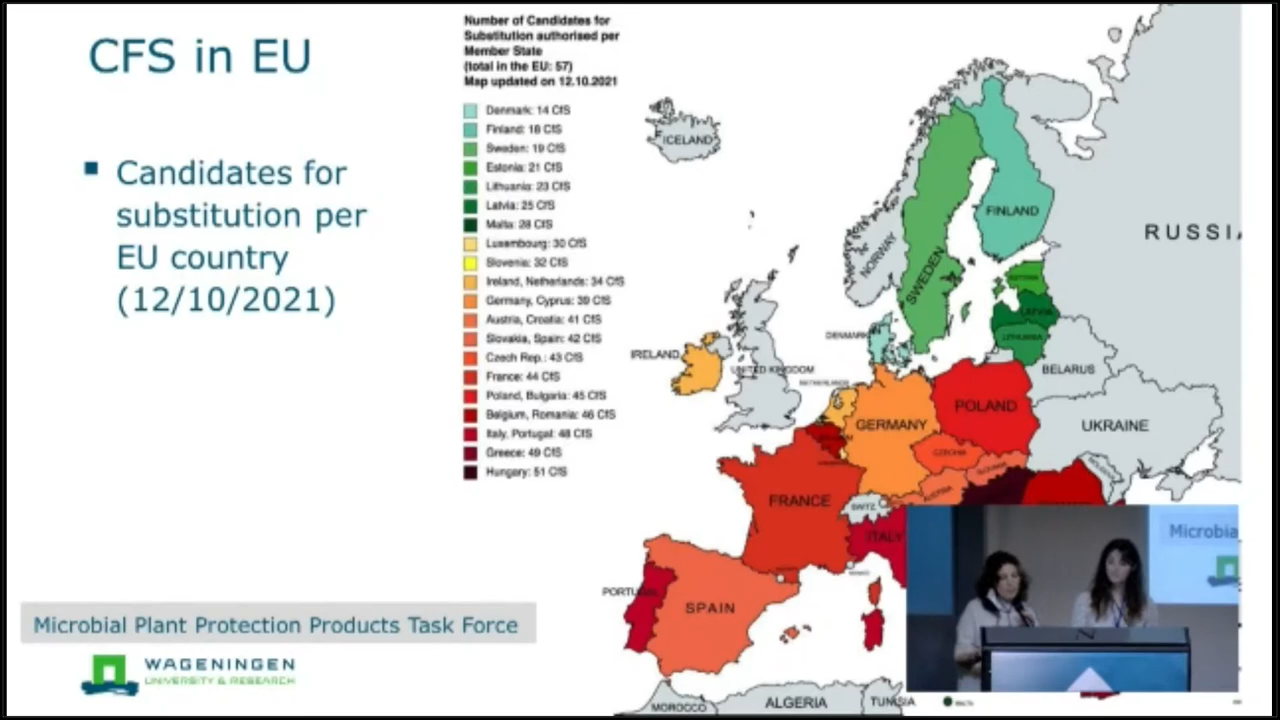 CFS in EU
Candidates for
substitution per
EU country
(12/10/2021)
Number of Candidates for
Substitution authorised per
Member State
(total in the EU: 57)
Map updated on 12.10.2021
Denmark: 14 CfS
Finland: 18 CfS
Sweden: 19 CfS
Estonia: 21 CfS
Lithuania: 23 CfS
Latvia: 25 CfS
Malta: 28 CfS
Luxembourg: 30 CfS
Slovenia: 32 CfS
Ireland, Netherlands: 34 CfS
Germany, Cyprus: 39 CfS
Austria, Croatia: 41 CfS
Slovakia, Spain: 42 CfS
Czech Rep.: 43 CfS
France: 44 CfS
Poland, Bulgaria: 45 CfS
Belgium, Romania: 46 CfS
Italy, Portugal: 48 CfS
Greece: 49 CfS
Hungary: 51 CfS
ICELAND
FINLAND
RUSSIA
NORWAY
SWEDEN
ESTONIA
LATVIA
LITHUANIA
DENMARK
IRELAND
UNITED KINGDOM
NETHERLANDS
BELARUS
POLAND
GERMANY
UKRAINE
CZECHIA
SLOVAKIA
AUSTRIA
MOLDOVA
FRANCE
SWITZ.
ITALY
PORTUGAL
SPAIN
MOROCCO
ALGERIA
TUNISIA
MALTA
Microbia
N
Microbial Plant Protection Products Task Force
WAGENINGEN
UNIVERSITY & RESEARCH